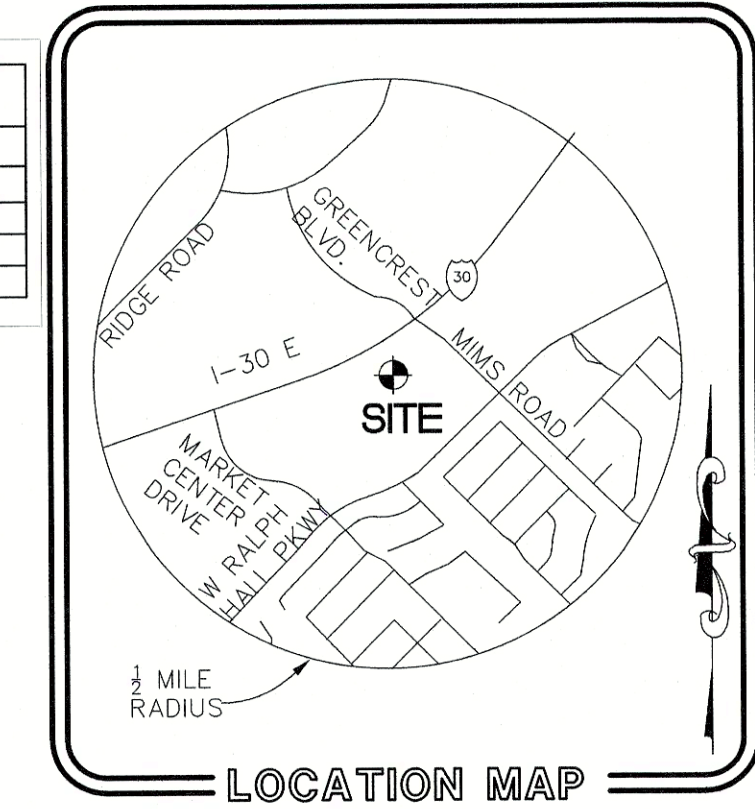 RIDGE ROAD
GREENCREST
BLVD.
30
I-30 E
MIMS ROAD
SITE
MARKET
CENTER
DRIVE
W RALPH
HALL PKWY
½ MILE
RADIUS
LOCATION MAP